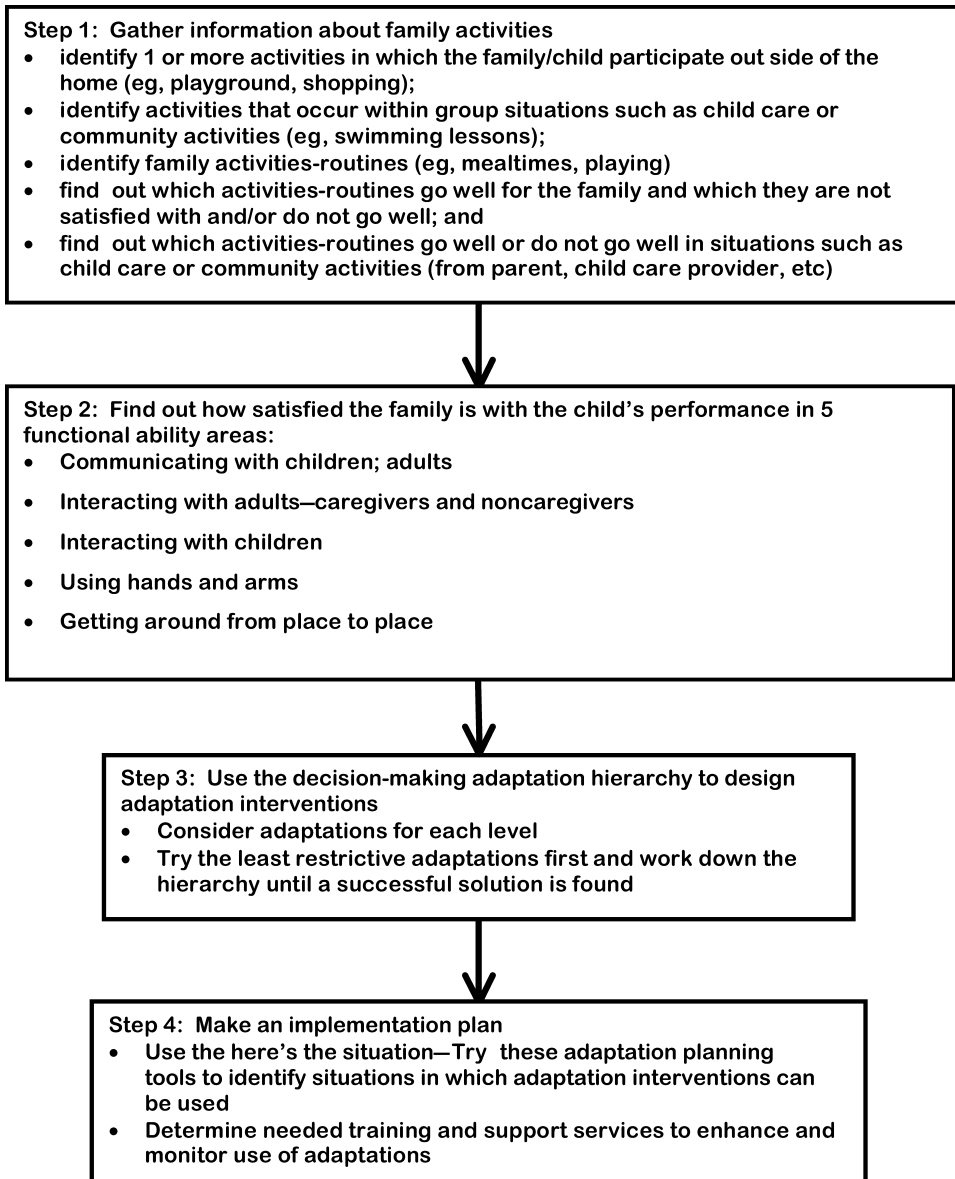 Step 1:  Gather information about family activities
• identify 1 or more activities in which the family/child participate out side of the
home (eg, playground, shopping);
• identify activities that occur within group situations such as child care or
community activities (eg, swimming lessons);
• identify family activities-routines (eg, mealtimes, playing)
• find  out which activities-routines go well for the family and which they are not
satisfied with and/or do not go well; and
• find  out which activities-routines go well or do not go well in situations such as
child care or community activities (from parent, child care provider, etc)
Step 2:  Find out how satisfied the family is with the child’s performance in 5
functional ability areas:
• Communicating with children; adults
• Interacting with adults—caregivers and noncaregivers
• Interacting with children
• Using hands and arms
• Getting around from place to place
Step 3:  Use the decision-making adaptation hierarchy to design
adaptation interventions
• Consider adaptations for each level
• Try the least restrictive adaptations first and work down the
hierarchy until a successful solution is found
Step 4:  Make an implementation plan
• Use the here’s the situation—Try  these adaptation planning
tools to identify situations in which adaptation interventions can
be used
• Determine needed training and support services to enhance and
monitor use of adaptations